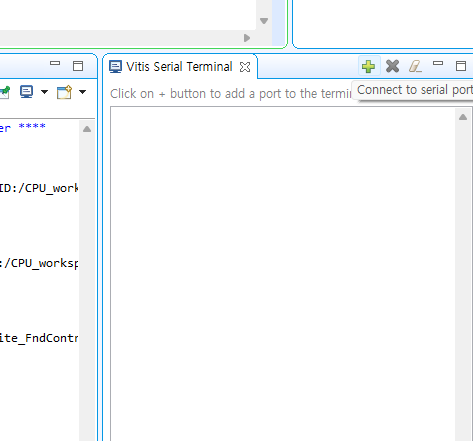 Vitis Serial Terminal
Click on + button to add a port to the termi
Connect to serial port
er ****
ID:/CPU_work
:/CPU_worksp
ite_FndContr